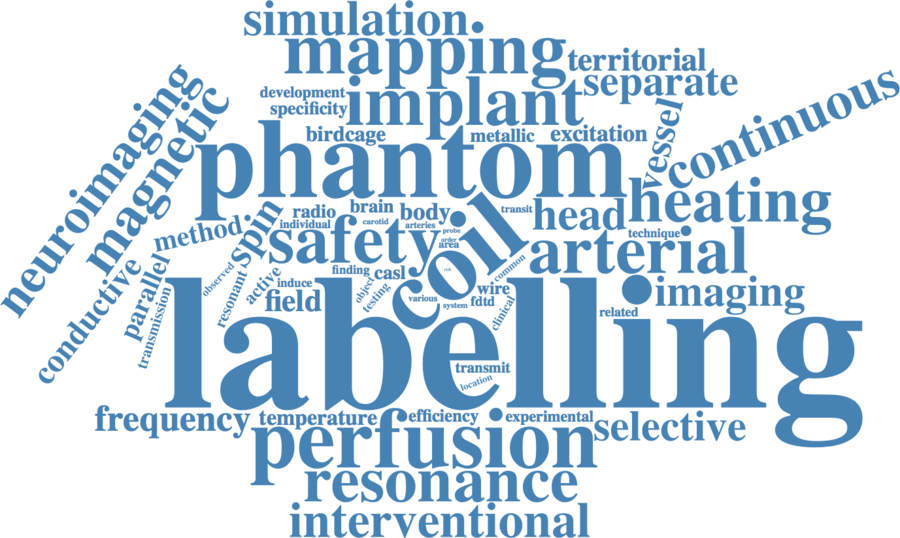 simulation
mapping
territorial
separate
development
specificity
implant
continuous
neuroimaging
magnetic
birdcage
metallic
excitation
vessel
phantom
heating
radio
brain
body
transit
head
individual
carotid
arteries
probe
technique
method
spin
safety
order
area
coil
arterial
conductive
parallel
transmission
observed
resonant
active
finding
casl
risk
common
induce
object
testing
wire
imaging
field
various
system
fdtd
clinical
related
labelling
transmit
location
frequency
temperature
efficiency
experimental
selective
perfusion
resonance
interventional